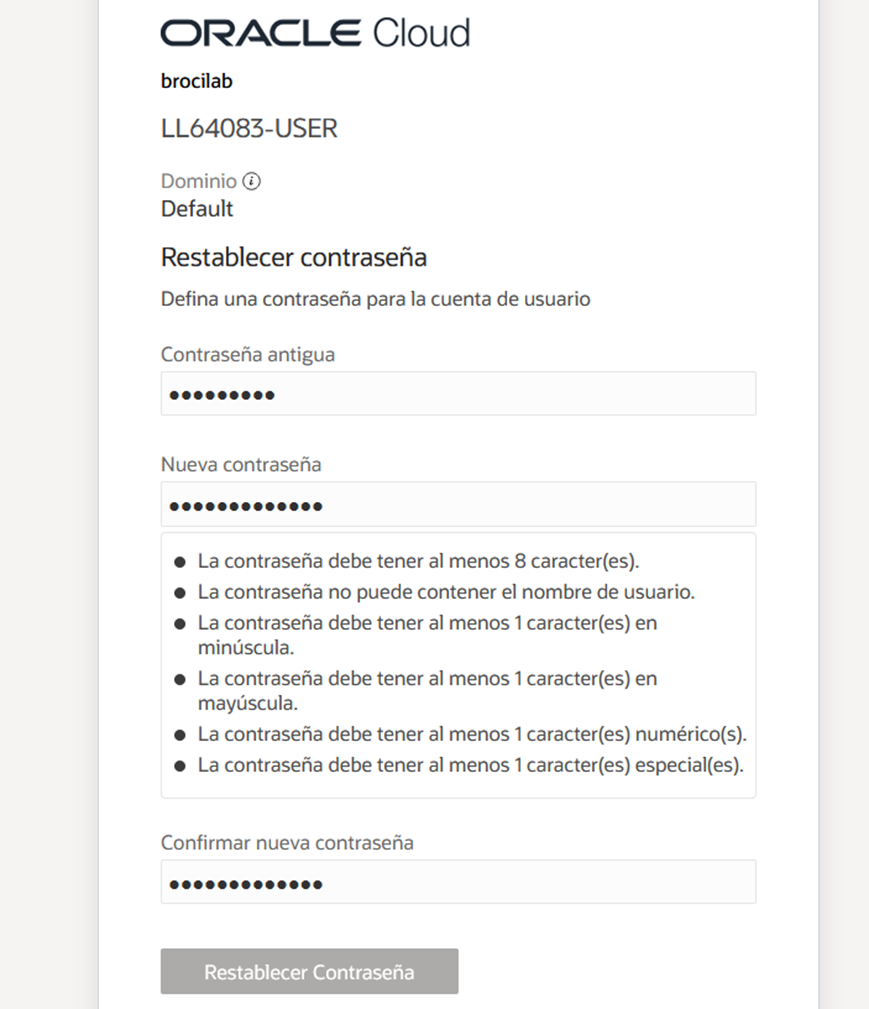 ORACLE Cloud
brocilab
LL64083-USER
Dominio
Default
Restablecer contraseña
Defina una contraseña para la cuenta de usuario
Contraseña antigua
•••••••••
Nueva contraseña
•••••••••••••
● La contraseña debe tener al menos 8 caracter(es).
● La contraseña no puede contener el nombre de usuario.
● La contraseña debe tener al menos 1 caracter(es) en
minúscula.
● La contraseña debe tener al menos 1 caracter(es) en
mayúscula.
● La contraseña debe tener al menos 1 caracter(es) numérico(s).
● La contraseña debe tener al menos 1 caracter(es) especial(es).
Confirmar nueva contraseña
•••••••••••••
Restablecer Contraseña